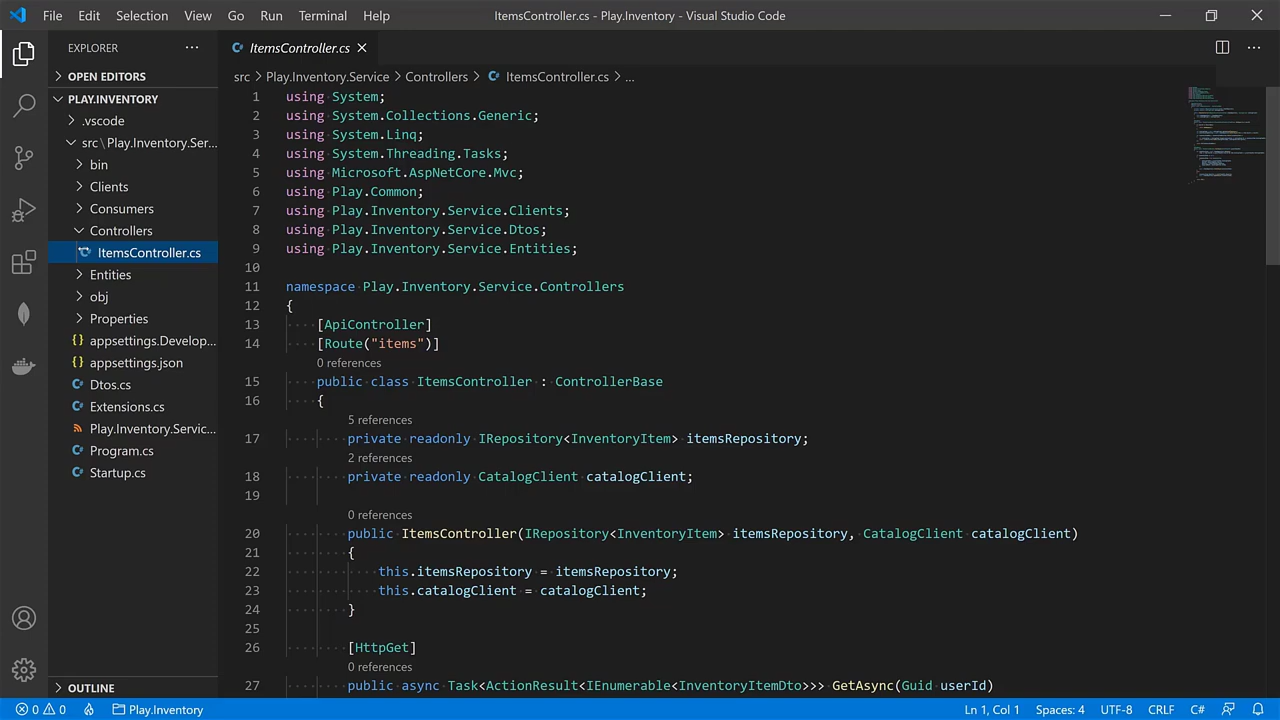 File Edit Selection View Go Run Terminal Help
ItemsController.cs - Play.Inventory - Visual Studio Code
EXPLORER
OPEN EDITORS
PLAY.INVENTORY
.vscode
src\Play.Inventory.Ser...
bin
Clients
Consumers
Controllers
ItemsController.cs
Entities
obj
Properties
appsettings.Develop...
appsettings.json
Dtos.cs
Extensions.cs
Play.Inventory.Servic...
Program.cs
Startup.cs
OUTLINE
ItemsController.cs
src > Play.Inventory.Service > Controllers > ItemsController.cs > ...
1 using System;
2 using System.Collections.Generic;
3 using System.Linq;
4 using System.Threading.Tasks;
5 using Microsoft.AspNetCore.Mvc;
6 using Play.Common;
7 using Play.Inventory.Service.Clients;
8 using Play.Inventory.Service.Dtos;
9 using Play.Inventory.Service.Entities;
10
11 namespace Play.Inventory.Service.Controllers
12 {
13 [ApiController]
14 [Route("items")]
0 references
15 public class ItemsController : ControllerBase
16 {
5 references
17 private readonly IRepository<InventoryItem> itemsRepository;
2 references
18 private readonly CatalogClient catalogClient;
19
0 references
20 public ItemsController(IRepository<InventoryItem> itemsRepository, CatalogClient catalogClient)
21 {
22 this.itemsRepository = itemsRepository;
23 this.catalogClient = catalogClient;
24 }
25
26 [HttpGet]
0 references
27 public async Task<ActionResult<IEnumerable<InventoryItemDto>>> GetAsync(Guid userId)
0 0 Play.Inventory
Ln 1, Col 1 Spaces: 4 UTF-8 CRLF C#